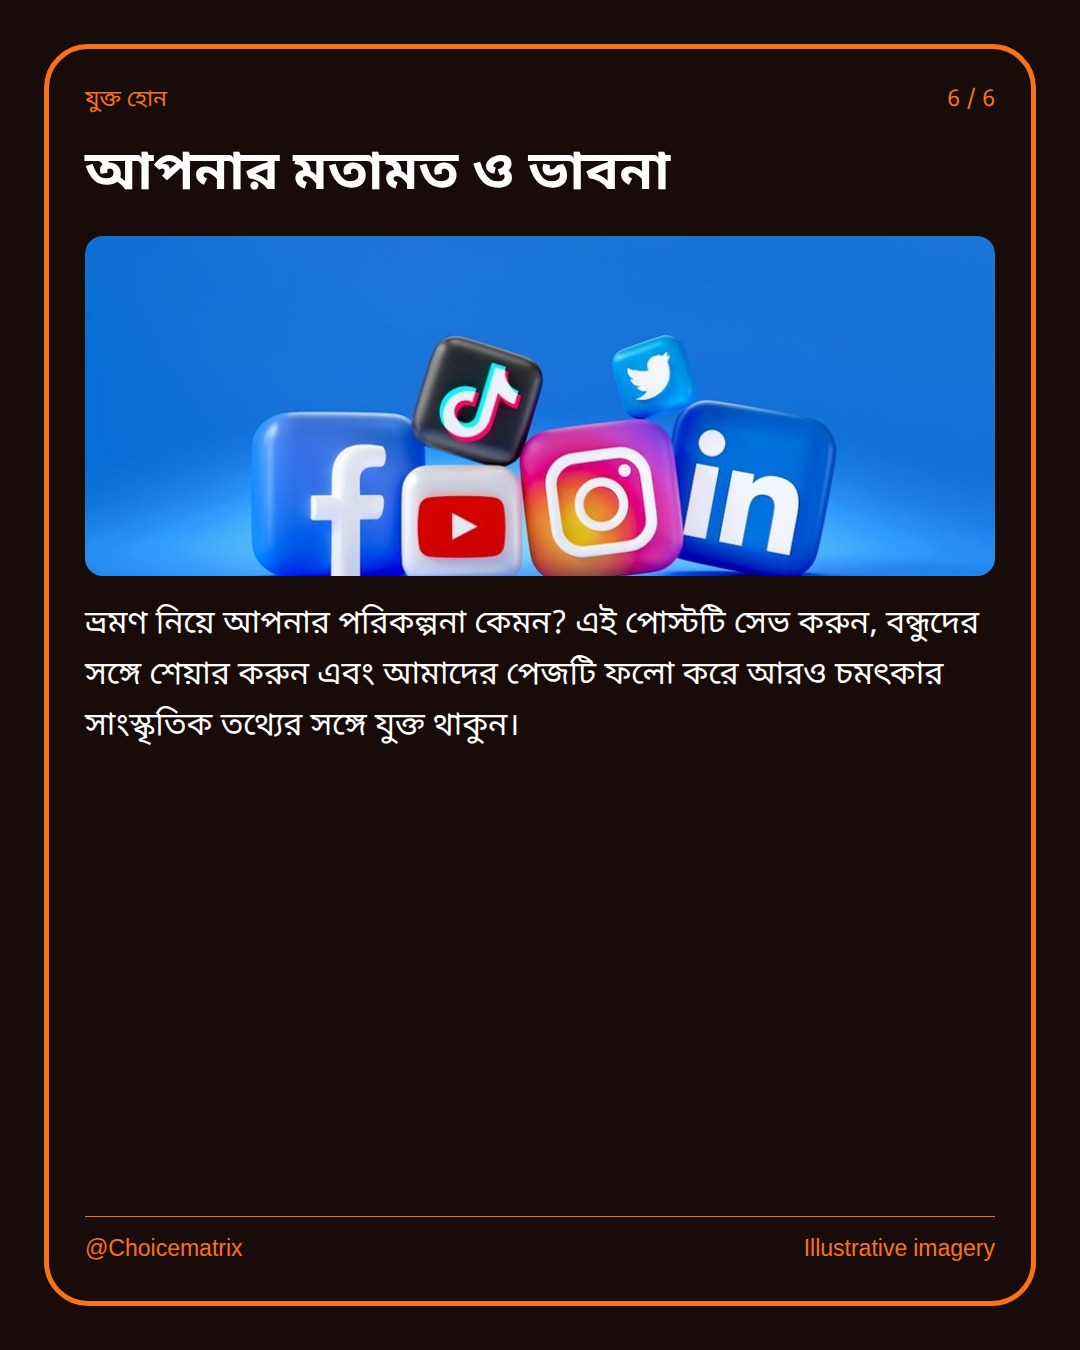 যুক্ত হোন
6 / 6
আপনার মতামত ও ভাবনা
f
in
ভ্রমণ নিয়ে আপনার পরিকল্পনা কেমন? এই পোস্টটি সেভ করুন, বন্ধুদের
সঙ্গে শেয়ার করুন এবং আমাদের পেজটি ফলো করে আরও চমৎকার
সাংস্কৃতিক তথ্যের সঙ্গে যুক্ত থাকুন।
@Choicematrix
Illustrative imagery